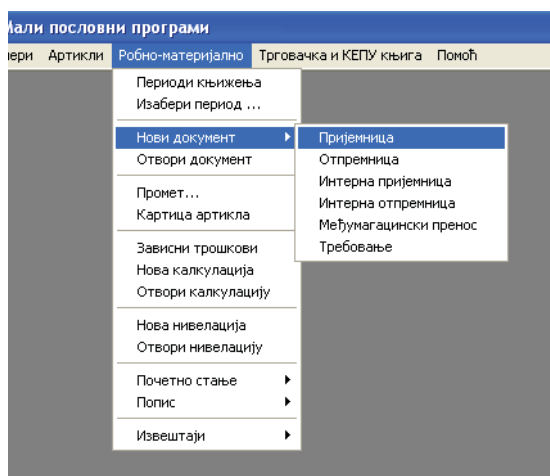 Мали пословни програми
нери Артикли Робно-материјално Трговачка и КЕПУ књига Помоћ
Периоди књижења
Изабери период ...
Нови документ
Отвори документ
Промет...
Картица артикла
Зависни трошкови
Нова калкулација
Отвори калкулацију
Нова нивелација
Отвори нивелацију
Почетно стање
Попис
Извештаји
Пријемница
Отпремница
Интерна пријемница
Интерна отпремница
Међумагацински пренос
Требовање